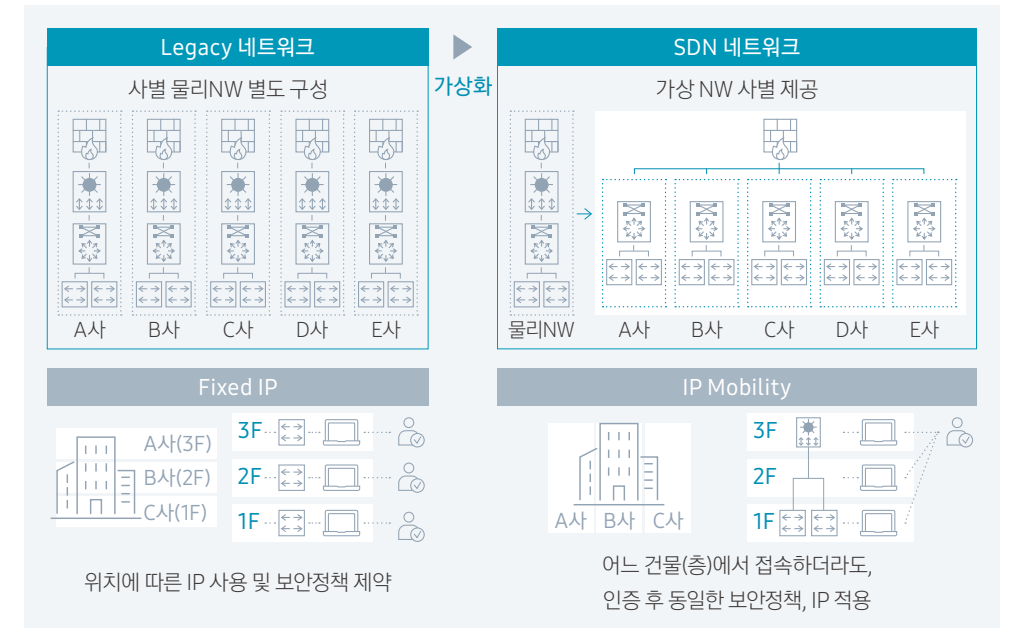 Legacy 네트워크
사별 물리NW 별도 구성
A사 B사 C사 D사 E사
가상화
SDN 네트워크
가상 NW 사별 제공
물리NW A사 B사 C사 D사 E사
Fixed IP
A사(3F)
B사(2F)
C사(1F)
3F
2F
1F
위치에 따른 IP 사용 및 보안정책 제약
IP Mobility
A사 B사 C사
3F
2F
1F
어느 건물(층)에서 접속하더라도,
인증 후 동일한 보안정책, IP 적용